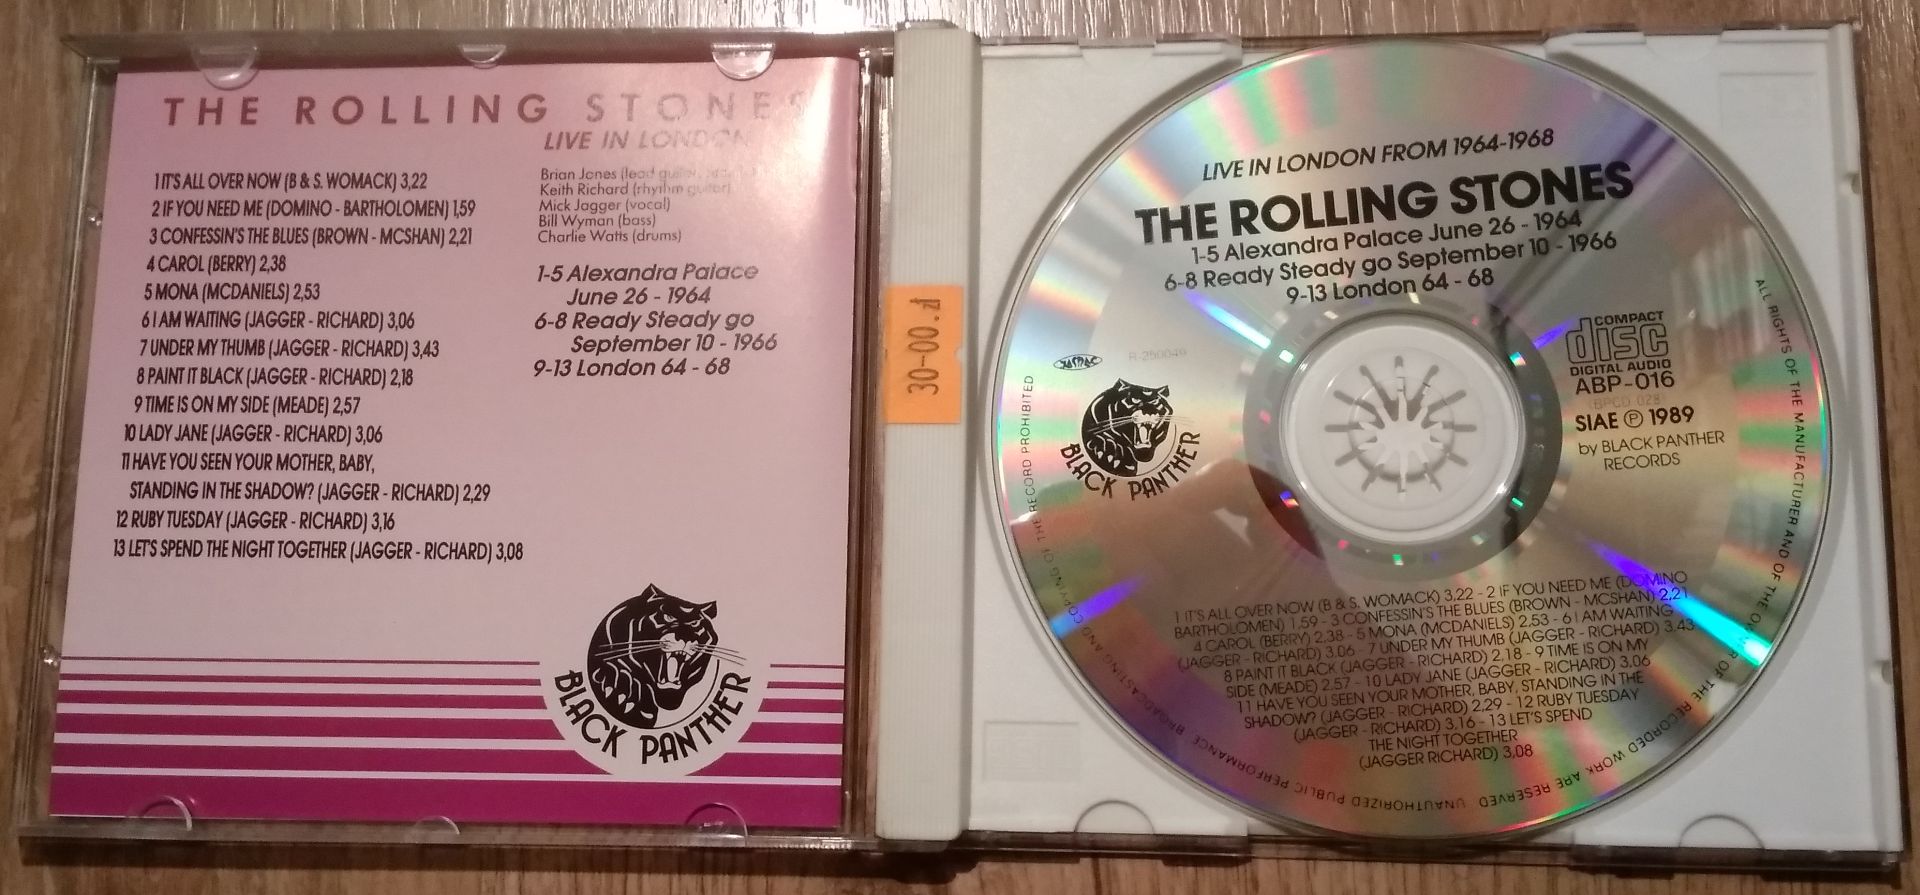 THE ROLLING STONES
LIVE IN LONDON
1 IT'S ALL OVER NOW (B & S. WOMACK) 3,22
2 IF YOU NEED ME (DOMINO - BARTHOLOMEN) 1,59
3 CONFESSIN'S THE BLUES (BROWN - MCSHAN) 2,21
4 CAROL (BERRY) 2,38
5 MONA (MCDANIELS) 2,53
6 I AM WAITING (JAGGER - RICHARD) 3,06
7 UNDER MY THUMB (JAGGER - RICHARD) 3,43
8 PAINT IT BLACK (JAGGER - RICHARD) 2,18
9 TIME IS ON MY SIDE (MEADE) 2,57
10 LADY JANE (JAGGER - RICHARD) 3,06
11 HAVE YOU SEEN YOUR MOTHER, BABY,
STANDING IN THE SHADOW? (JAGGER - RICHARD) 2,29
12 RUBY TUESDAY (JAGGER - RICHARD) 3,16
13 LET'S SPEND THE NIGHT TOGETHER (JAGGER - RICHARD) 3,08
Brian Jones (lead guitar,
Keith Richard (rhythm guitar)
Mick Jagger (vocal)
Bill Wyman (bass)
Charlie Watts (drums)
1-5 Alexandra Palace
June 26 - 1964
6-8 Ready Steady go
September 10 - 1966
9-13 London 64 - 68
BLACK PANTHER
30-00.zł
LIVE IN LONDON FROM 1964-1968
THE ROLLING STONES
1-5 Alexandra Palace June 26 - 1964
6-8 Ready Steady go September 10 - 1966
9-13 London 64 - 68
R-250049
BLACK PANTHER
COMPACT
disc
DIGITAL AUDIO
ABP-016
BPCD 028
SIAE Ⓟ 1989
by BLACK PANTHER
RECORDS
1 IT'S ALL OVER NOW (B & S. WOMACK) 3,22 - 2 IF YOU NEED ME (DOMINO
BARTHOLOMEN) 1,59 - 3 CONFESSIN'S THE BLUES (BROWN - MCSHAN) 2,21
4 CAROL (BERRY) 2,38 - 5 MONA (MCDANIELS) 2,53 - 6 I AM WAITING
(JAGGER - RICHARD) 3,06 - 7 UNDER MY THUMB (JAGGER - RICHARD) 3,43
8 PAINT IT BLACK (JAGGER - RICHARD) 2,18 - 9 TIME IS ON MY
SIDE (MEADE) 2,57 - 10 LADY JANE (JAGGER - RICHARD) 3,06
11 HAVE YOU SEEN YOUR MOTHER, BABY, STANDING IN THE
SHADOW? (JAGGER - RICHARD) 2,29 - 12 RUBY TUESDAY
(JAGGER - RICHARD) 3,16 - 13 LET'S SPEND
THE NIGHT TOGETHER
(JAGGER RICHARD) 3,08
ALL RIGHTS OF THE MANUFACTURER AND OF THE OWNER OF THE RECORDED WORK ARE RESERVED UNAUTHORIZED PUBLIC PERFORMANCE BROADCASTING AND COPYING OF THE RECORD PROHIBITED